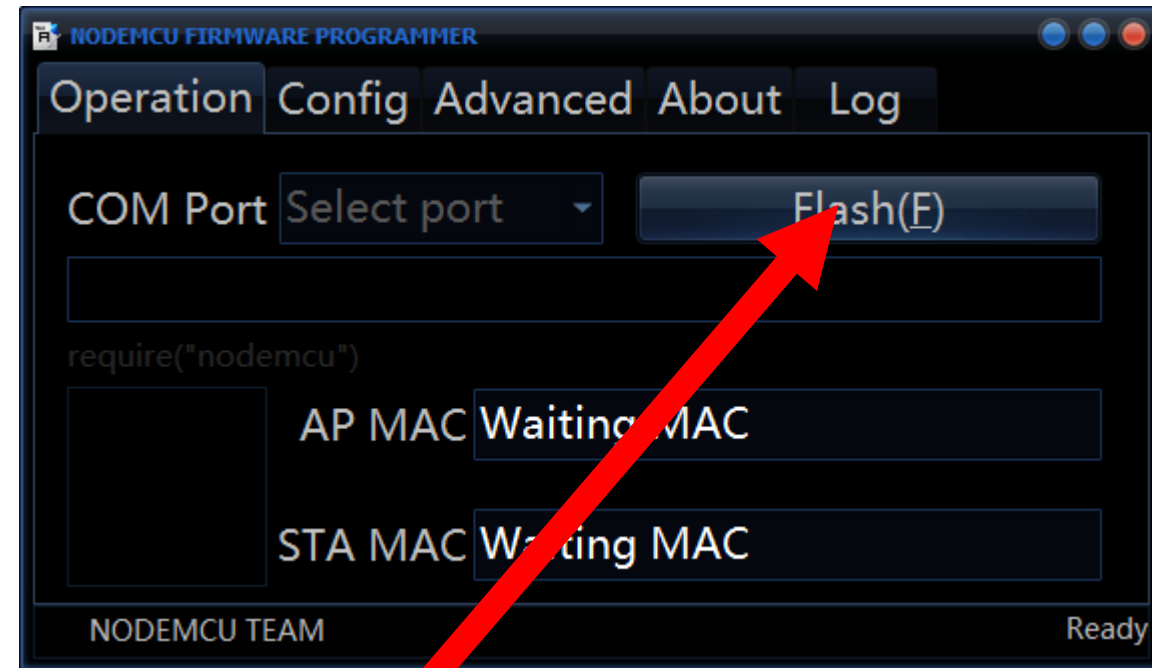 NODEMCU FIRMWARE PROGRAMMER
Operation Config Advanced About Log
COM Port Select port Flash(F)
require("nodemcu")
AP MAC Waiting MAC
STA MAC Waiting MAC
NODEMCU TEAM Ready